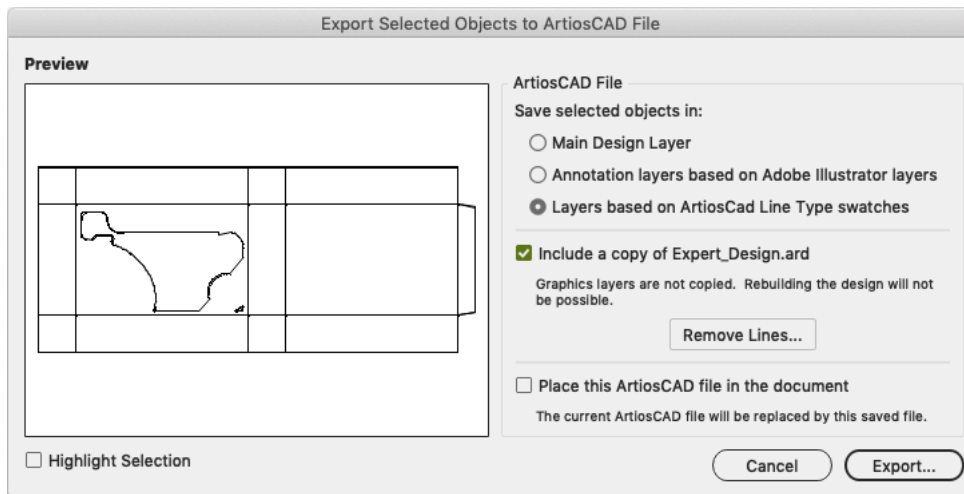 Export Selected Objects to ArtiosCAD File
Preview
ArtiosCAD File
Save selected objects in:
Main Design Layer
Annotation layers based on Adobe Illustrator layers
Layers based on ArtiosCad Line Type swatches
Include a copy of Expert_Design.ard
Graphics layers are not copied. Rebuilding the design will not
be possible.
Remove Lines...
Place this ArtiosCAD file in the document
The current ArtiosCAD file will be replaced by this saved file.
Highlight Selection
Cancel
Export...